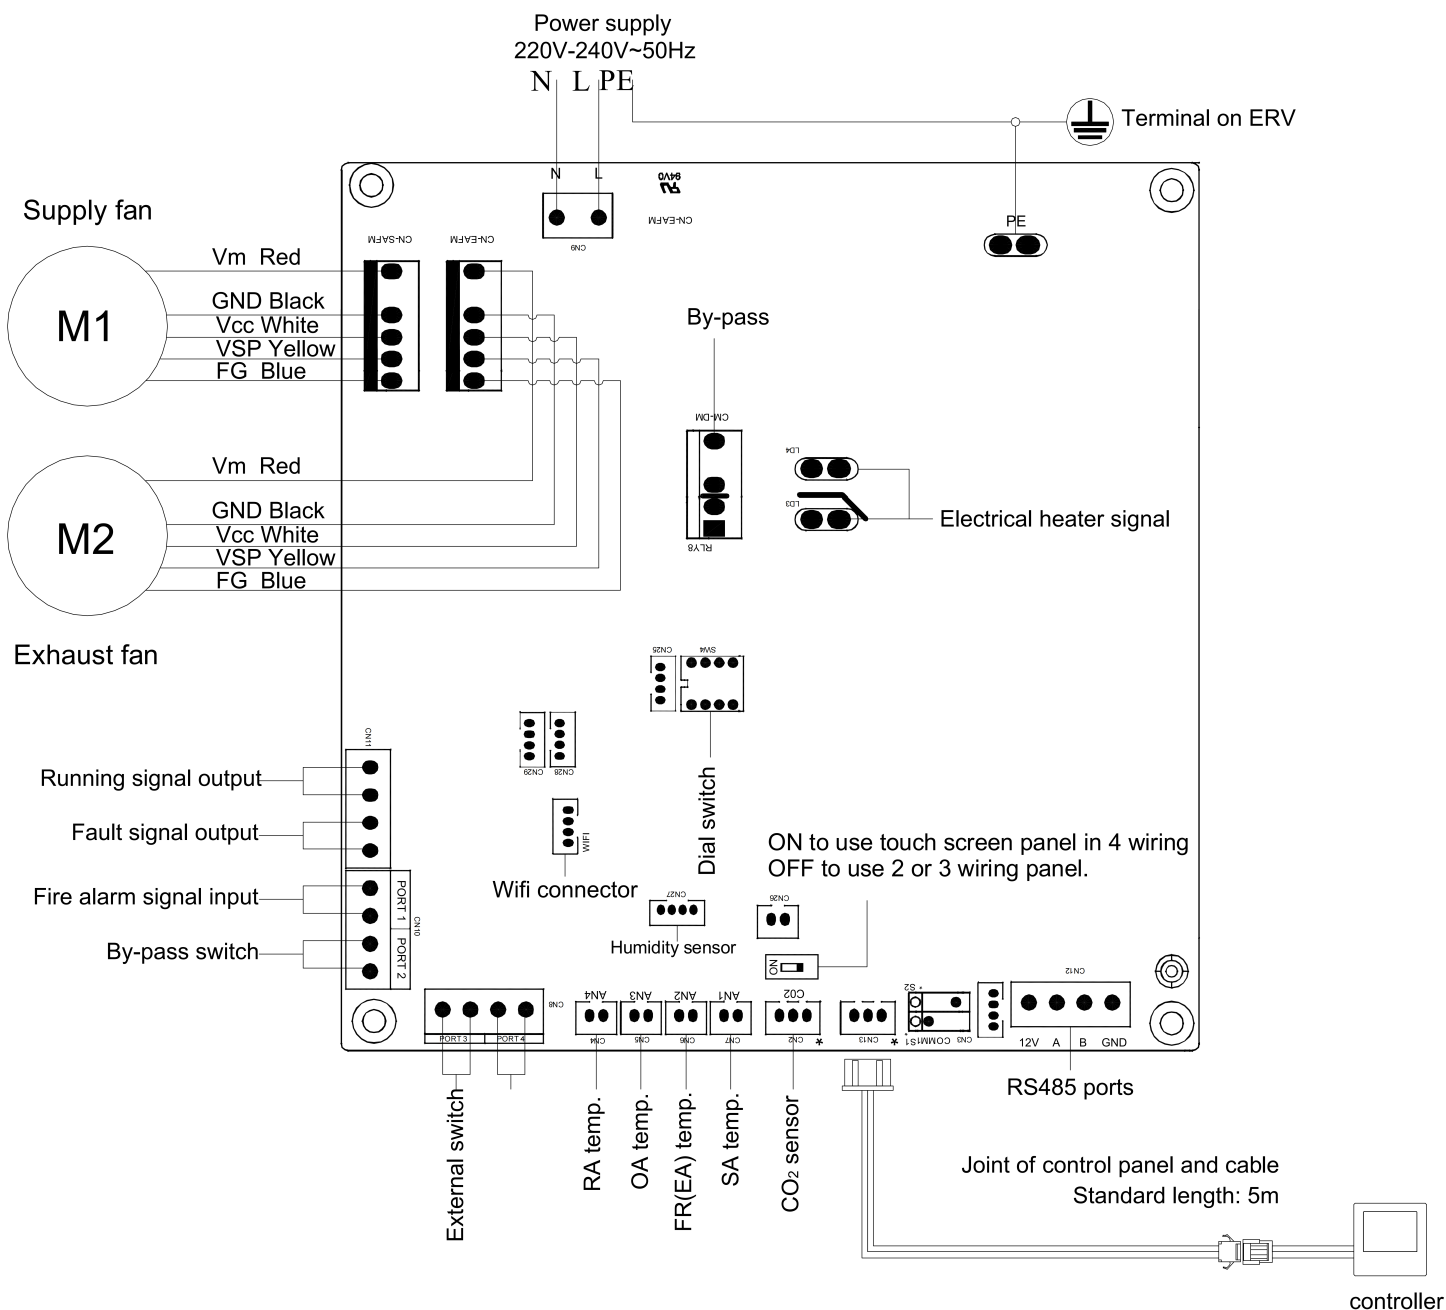 Power supply
220V-240V~50Hz
N L PE
Terminal on ERV
N L
94V0
CN-EAFM
CN9
PE
Supply fan
CN-SAFM
CN-EAFM
M1
Vm Red
GND Black
Vcc White
VSP Yellow
FG Blue
By-pass
CM-DM
RLY8
LD4
LD3
Electrical heater signal
M2
Vm Red
GND Black
Vcc White
VSP Yellow
FG Blue
Exhaust fan
CN25
SW4
Dial switch
CN29
CN28
WIFI
Wifi connector
CN11
Running signal output
Fault signal output
Fire alarm signal input
By-pass switch
PORT 1
PORT 2
CN10
ON to use touch screen panel in 4 wiring
OFF to use 2 or 3 wiring panel.
CN27
Humidity sensor
CN26
ON
CN8
PORT3
PORT4
External switch
AN4
AN3
AN2
AN1
C02
CN4
CN5
CN6
CN7
CN2
*
CN13
*
S2
*
S1
COMM1
CN3
CN12
12V A B GND
RS485 ports
RA temp.
OA temp.
FR(EA) temp.
SA temp.
CO2 sensor
Joint of control panel and cable
Standard length: 5m
controller